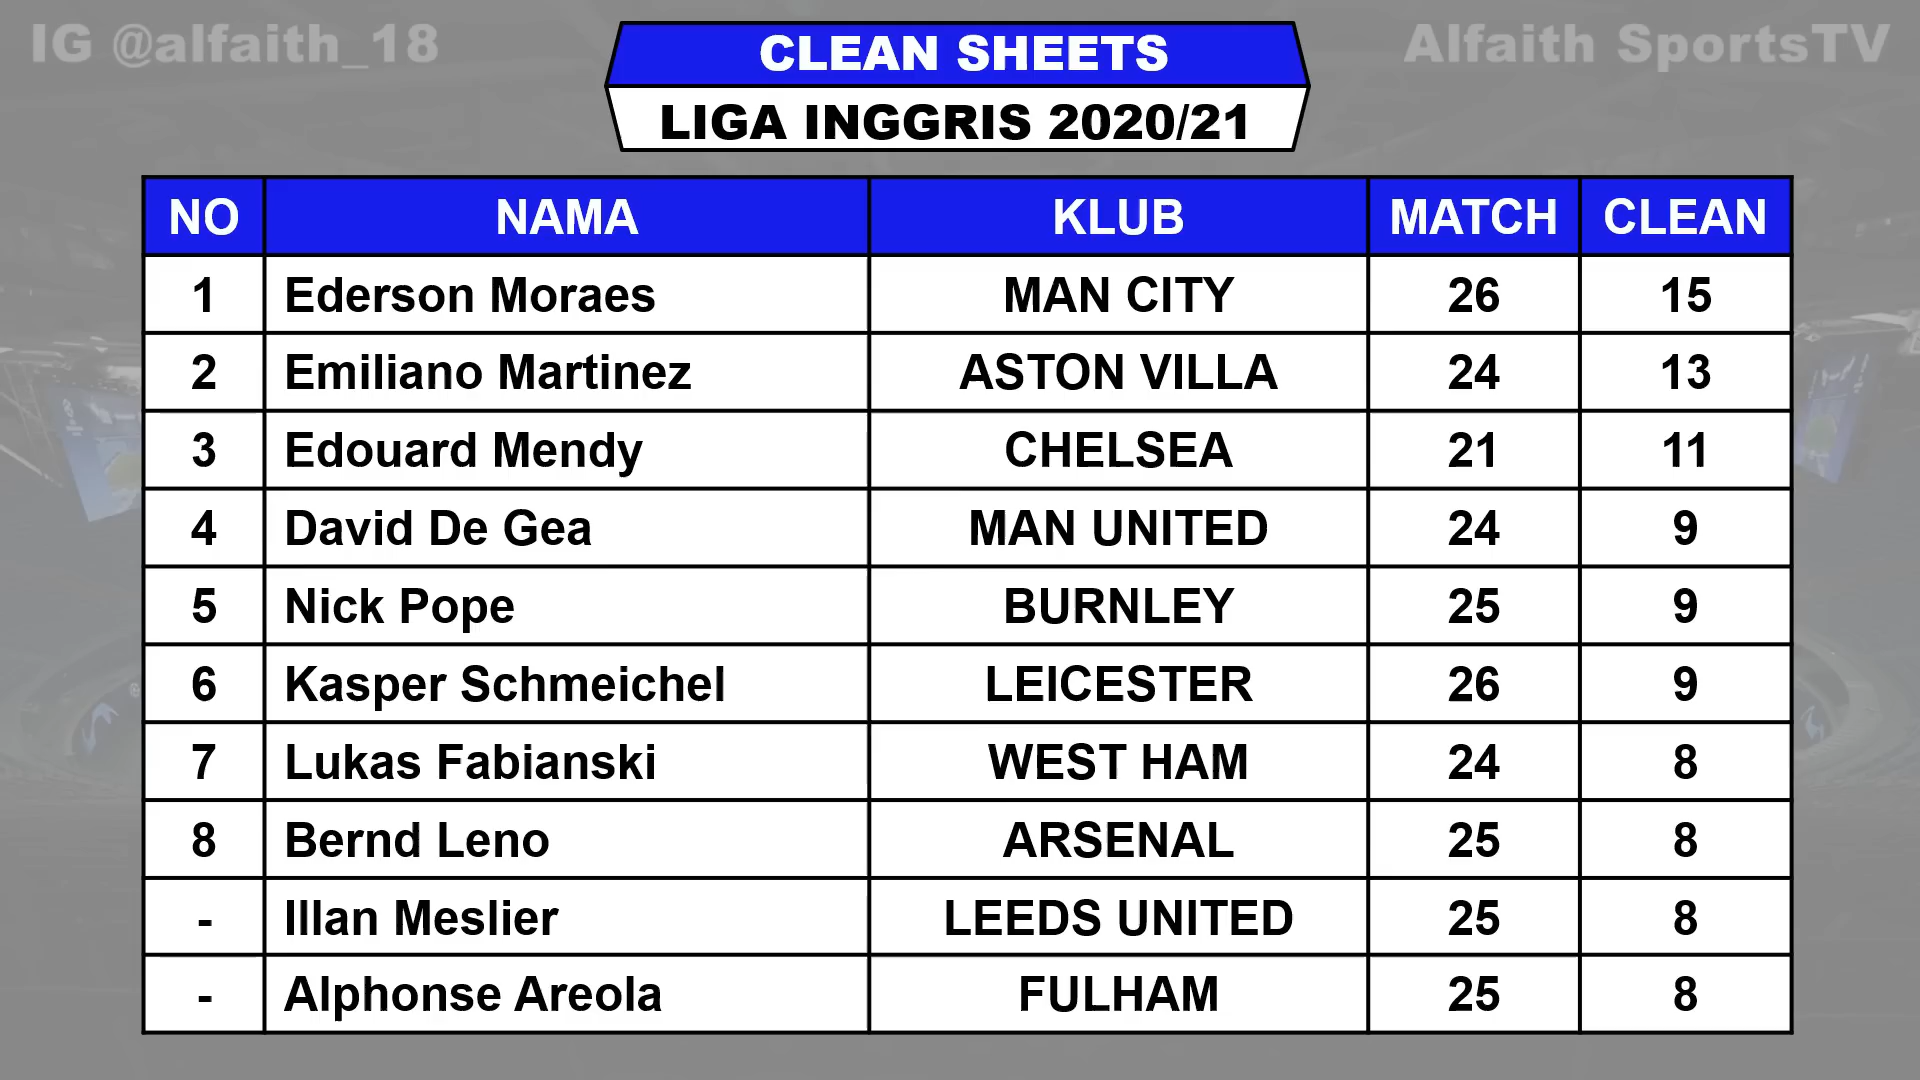 IG @alfaith_18
CLEAN SHEETS
Alfaith SportsTV
LIGA INGGRIS 2020/21
NO NAMA KLUB MATCH CLEAN
1 Ederson Moraes MAN CITY 26 15
2 Emiliano Martinez ASTON VILLA 24 13
3 Edouard Mendy CHELSEA 21 11
4 David De Gea MAN UNITED 24 9
5 Nick Pope BURNLEY 25 9
6 Kasper Schmeichel LEICESTER 26 9
7 Lukas Fabianski WEST HAM 24 8
8 Bernd Leno ARSENAL 25 8
- Illan Meslier LEEDS UNITED 25 8
- Alphonse Areola FULHAM 25 8